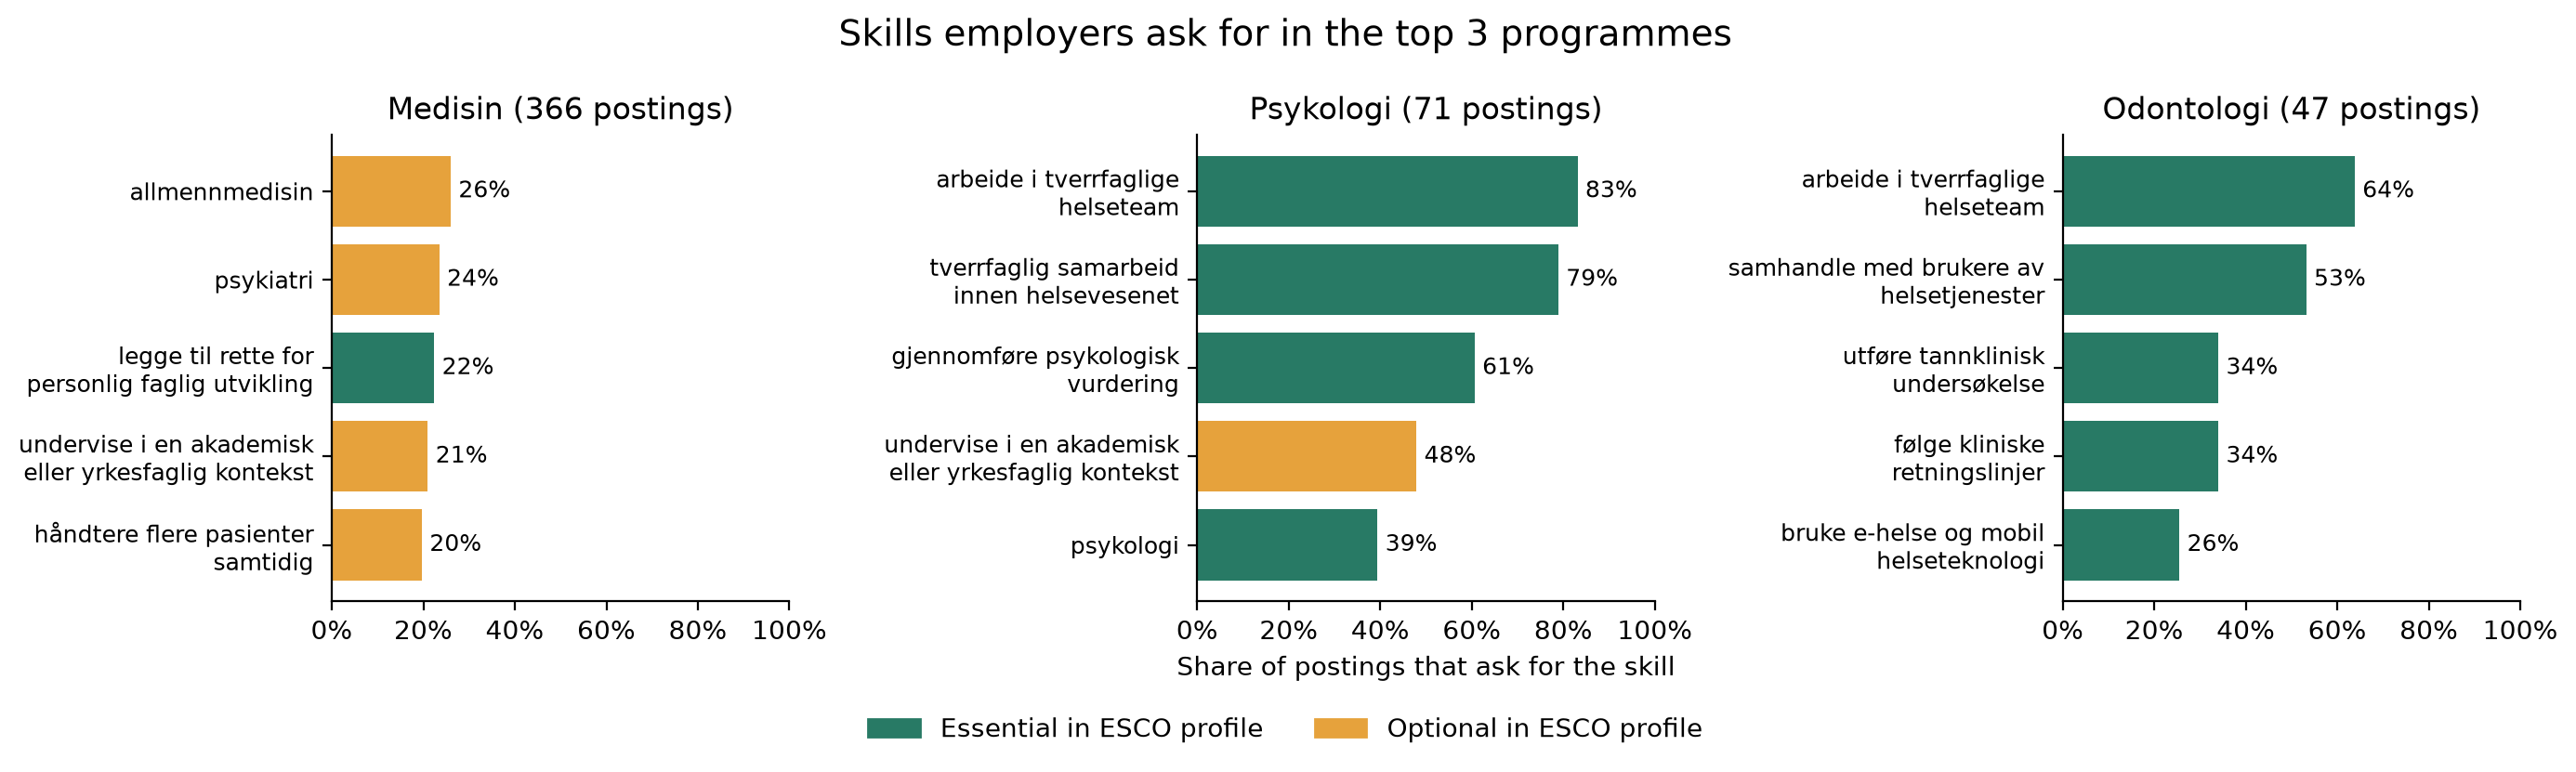 Skills employers ask for in the top 3 programmes
Medisin (366 postings)
allmennmedisin
26%
psykiatri
24%
legge til rette for
personlig faglig utvikling
22%
undervise i en akademisk
eller yrkesfaglig kontekst
21%
håndtere flere pasienter
samtidig
20%
0% 20% 40% 60% 80% 100%
Psykologi (71 postings)
arbeide i tverrfaglige
helseteam
83%
tverrfaglig samarbeid
innen helsevesenet
79%
gjennomføre psykologisk
vurdering
61%
undervise i en akademisk
eller yrkesfaglig kontekst
48%
psykologi
39%
0% 20% 40% 60% 80% 100%
Share of postings that ask for the skill
Odontologi (47 postings)
arbeide i tverrfaglige
helseteam
64%
samhandle med brukere av
helsetjenester
53%
utføre tannklinisk
undersøkelse
34%
følge kliniske
retningslinjer
34%
bruke e-helse og mobil
helseteknologi
26%
0% 20% 40% 60% 80% 100%
Essential in ESCO profile
Optional in ESCO profile